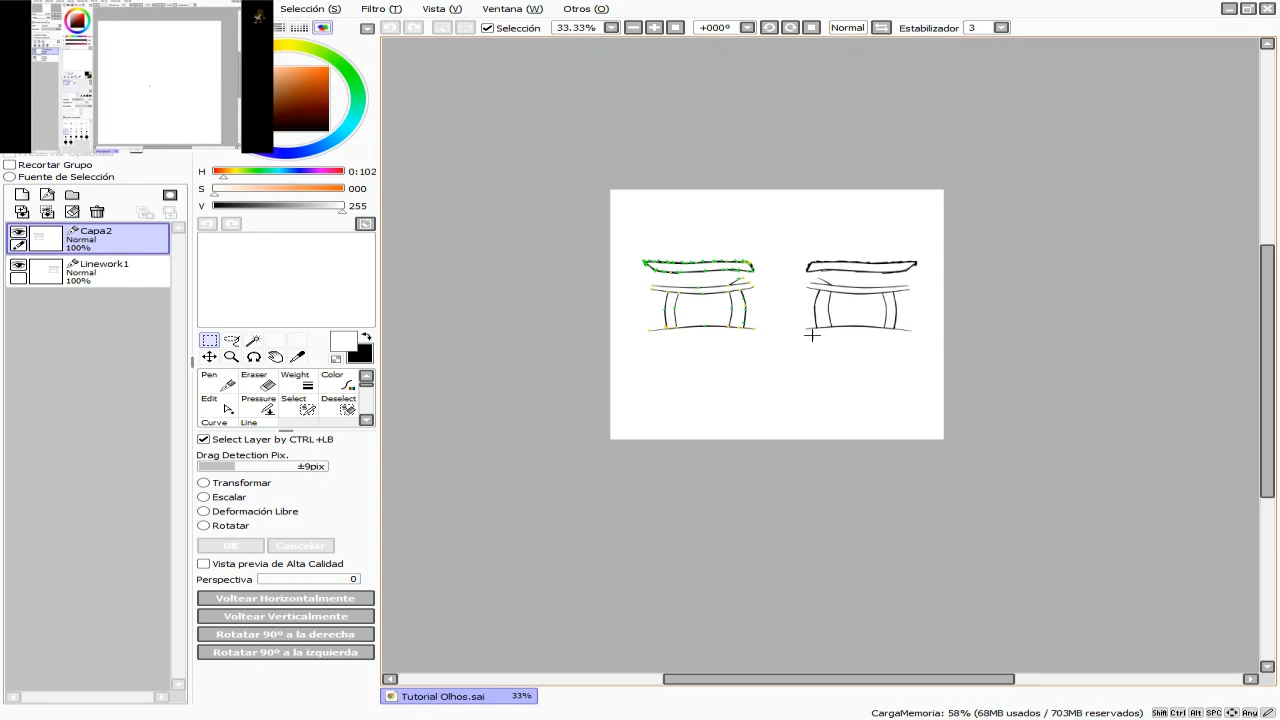 Selección (S) Filtro (T) Vista (V)
Selección 33.33% +000° Normal Estabilizador 3
Recortar Grupo
Fuente de Selección
H 0:102
S 000
V 255
Capa2
Normal
100%
Linework1
Normal
100%
Pen Eraser Weight Color
Edit Pressure Select Deselect
Curve Line
Select Layer by CTRL+LB
Drag Detection Pix.
±9pix
Transformar
Escalar
Deformación Libre
Rotatar
OK Cancelar
Vista previa de Alta Calidad
Perspectiva 0
Voltear Horizontalmente
Voltear Verticalmente
Rotatar 90º a la derecha
Rotatar 90º a la izquierda
Tutorial Olhos.sai 33%
CargaMemoria: 58% (68MB usados / 703MB reservados) Shift Ctrl Alt SPC Any